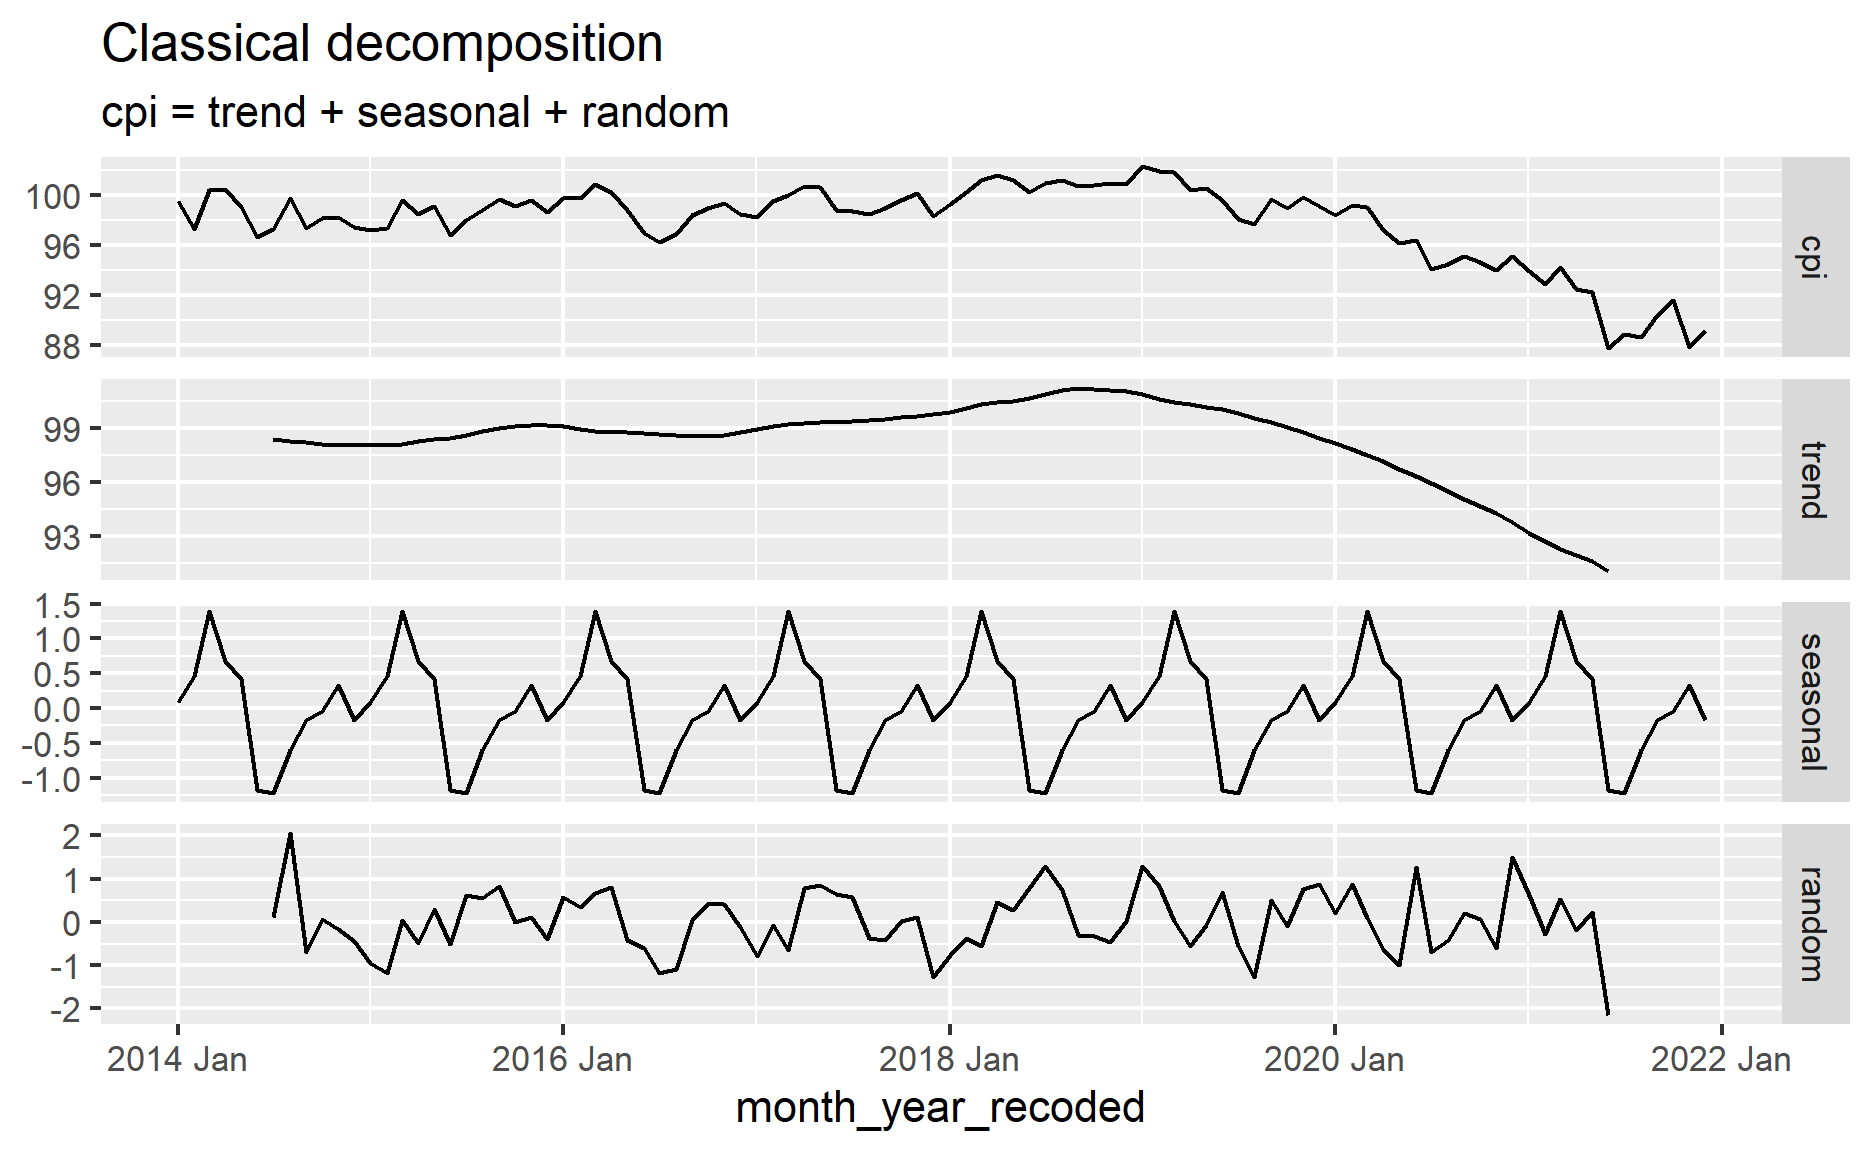 Classical decomposition
cpi = trend + seasonal + random
100
96
92
88
cpi
99
96
93
trend
1.5
1.0
0.5
0.0
-0.5
-1.0
seasonal
2
1
0
-1
-2
random
2014 Jan 2016 Jan 2018 Jan 2020 Jan 2022 Jan
month_year_recoded